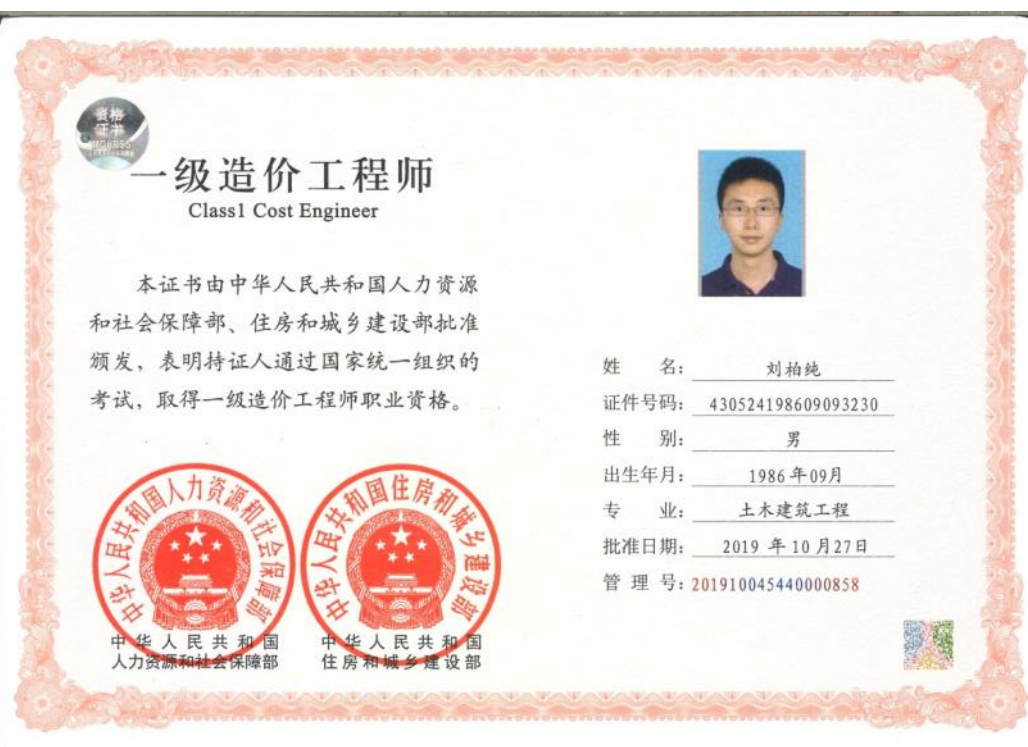 资格
证书
一级造价工程师
Class1 Cost Engineer
本证书由中华人民共和国人力资源
和社会保障部、住房和城乡建设部批准
颁发，表明持证人通过国家统一组织的
考试，取得一级造价工程师职业资格。
中华人民共和国人力资源和社会保障部
中华人民共和国住房和城乡建设部
中华人民共和国
人力资源和社会保障部
中华人民共和国
住房和城乡建设部
姓 名：刘柏纯
证件号码：430524198609093230
性 别：男
出生年月：1986年09月
专 业：土木建筑工程
批准日期：2019 年 10 月27日
管 理 号：201910045440000858